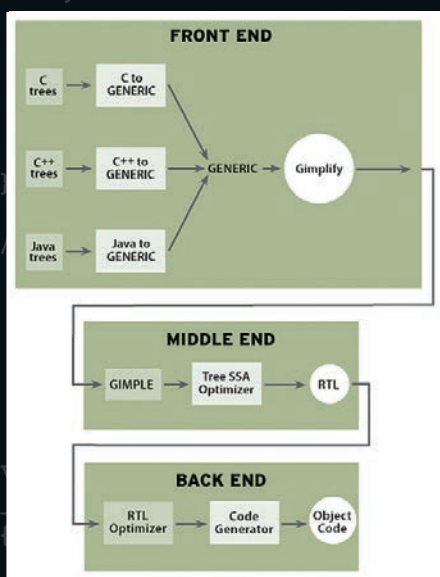 FRONT END
C
trees
C to
GENERIC
C++
trees
C++ to
GENERIC
GENERIC
Gimplify
Java
trees
Java to
GENERIC
MIDDLE END
GIMPLE
Tree SSA
Optimizer
RTL
BACK END
RTL
Optimizer
Code
Generator
Object
Code